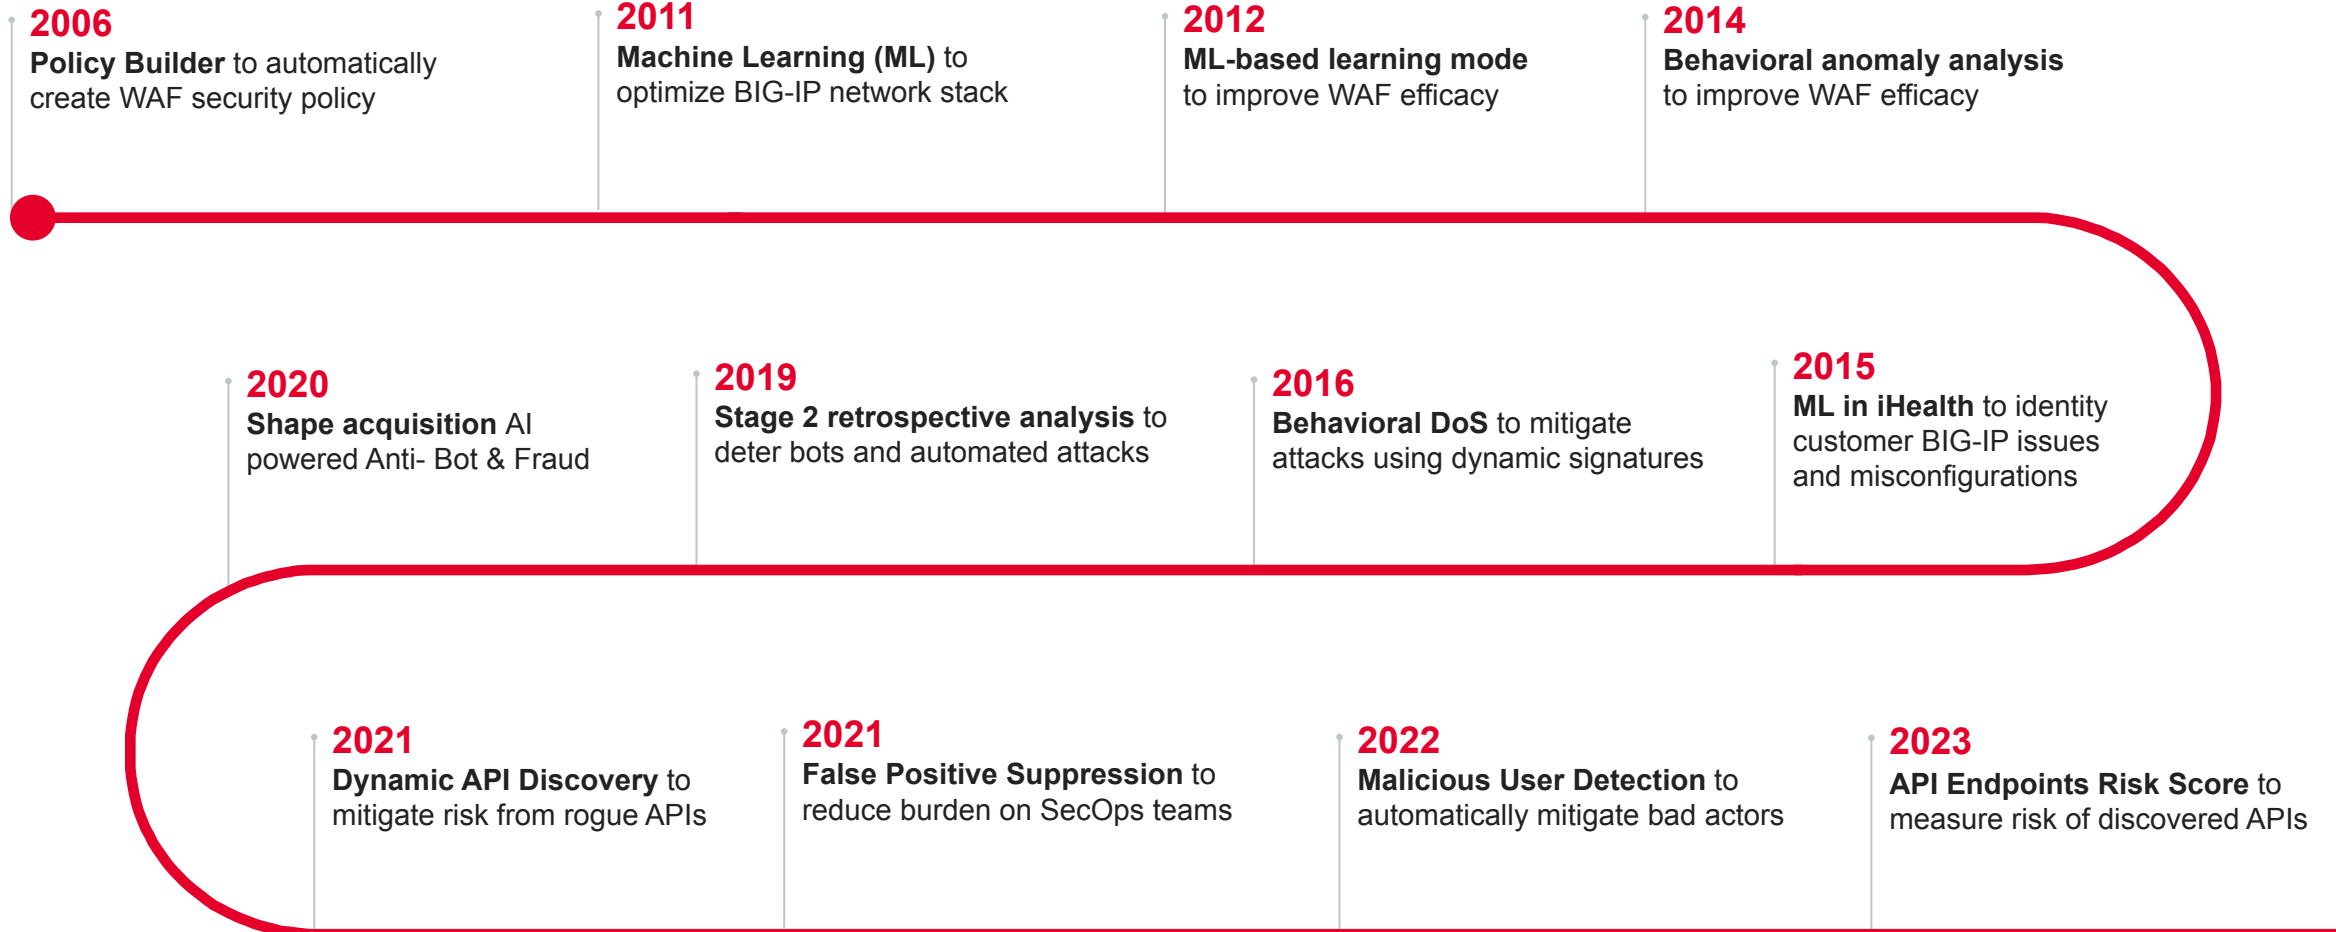 2006
Policy Builder to automatically
create WAF security policy
2011
Machine Learning (ML) to
optimize BIG-IP network stack
2012
ML-based learning mode
to improve WAF efficacy
2014
Behavioral anomaly analysis
to improve WAF efficacy
2020
Shape acquisition AI
powered Anti- Bot & Fraud
2019
Stage 2 retrospective analysis to
deter bots and automated attacks
2016
Behavioral DoS to mitigate
attacks using dynamic signatures
2015
ML in iHealth to identity
customer BIG-IP issues
and misconfigurations
2021
Dynamic API Discovery to
mitigate risk from rogue APIs
2021
False Positive Suppression to
reduce burden on SecOps teams
2022
Malicious User Detection to
automatically mitigate bad actors
2023
API Endpoints Risk Score to
measure risk of discovered APIs